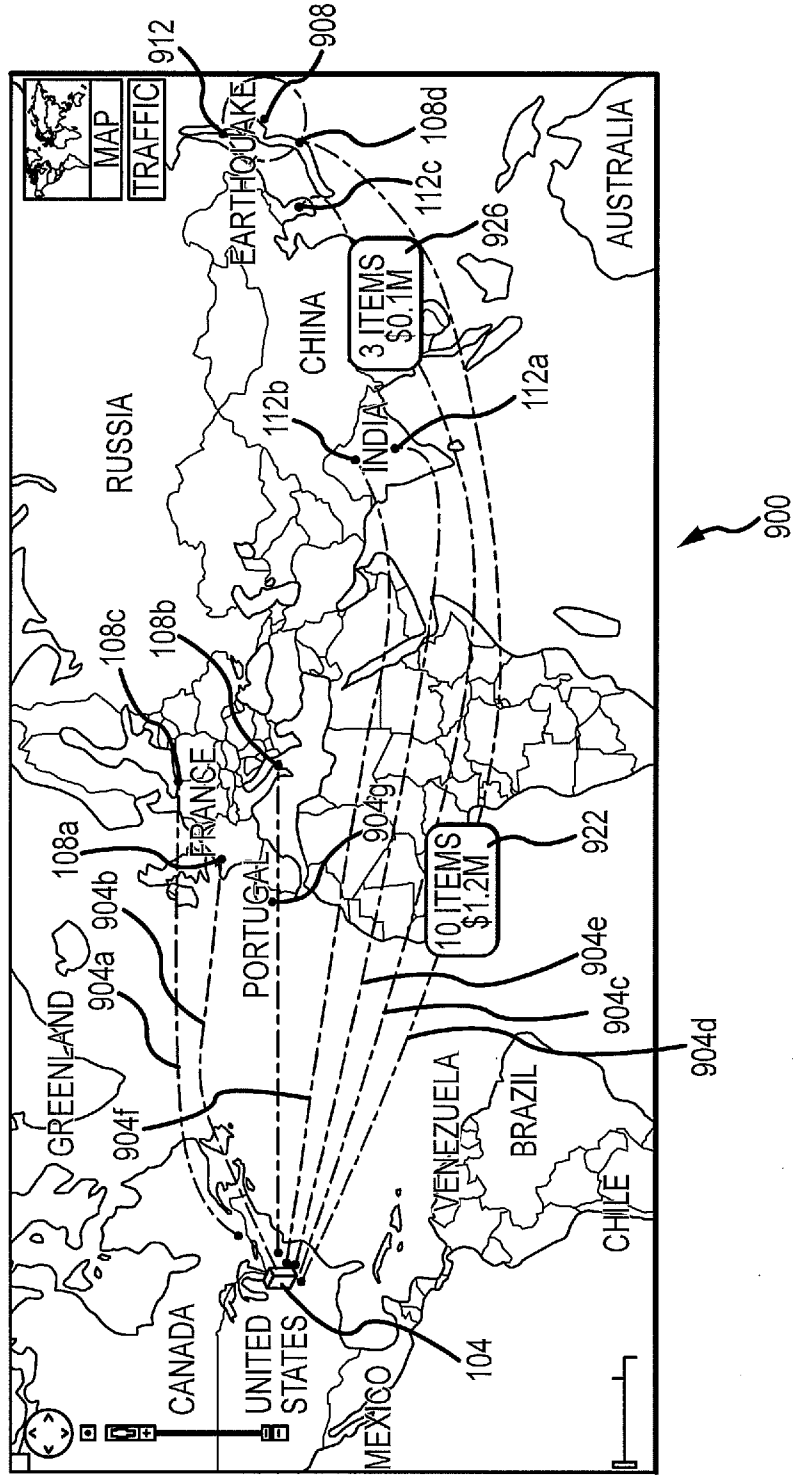 MAP
TRAFFIC
912
908
EARTHQUAKE
108d
112c
926
3 ITEMS
$0.1M
CHINA
RUSSIA
AUSTRALIA
112b
INDIA
112a
900
108c
108b
FRANCE
108a
904g
PORTUGAL
10 ITEMS
$1.2M
922
904b
904a
GREENLAND
904f
904e
904c
904d
VENEZUELA
BRAZIL
CHILE
CANADA
UNITED
STATES
MEXICO
104